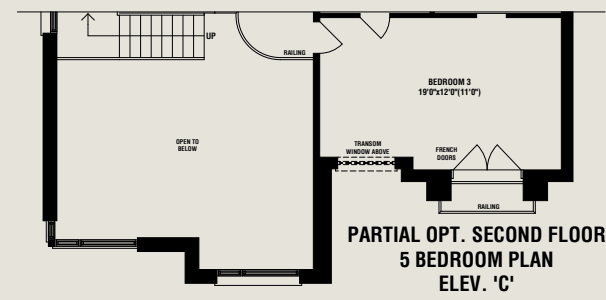 UP
RAILING
BEDROOM 3
19'0"x12'0"(11'0")
OPEN TO
BELOW
TRANSOM
WINDOW ABOVE
FRENCH
DOORS
RAILING
PARTIAL OPT. SECOND FLOOR
5 BEDROOM PLAN
ELEV. 'C'